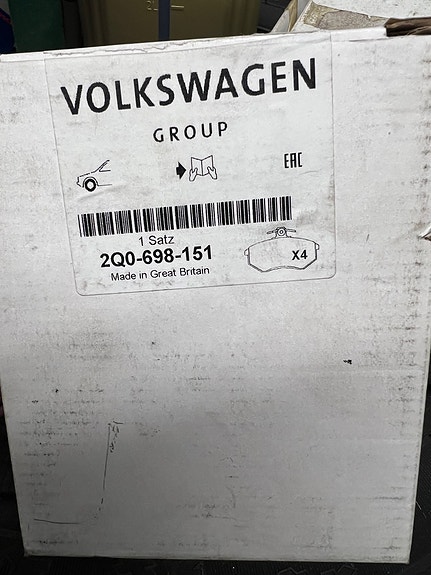 VOLKSWAGEN
GROUP
EAC
1 Satz
2Q0-698-151
X4
Made in Great Britain